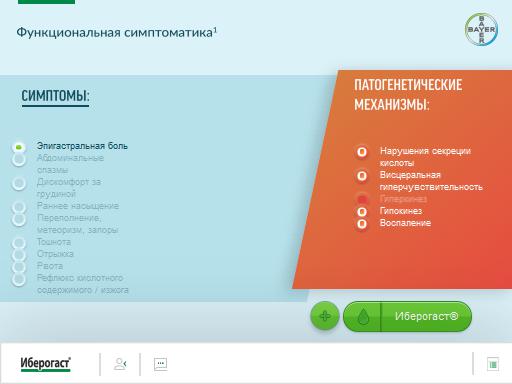 Функциональная симптоматика¹
BAYER
BAYER
СИМПТОМЫ:
ПАТОГЕНЕТИЧЕСКИЕ
МЕХАНИЗМЫ:
Эпигастральная боль
Абдоминальные
спазмы
Дискомфорт за
грудиной
Раннее насыщение
Переполнение,
метеоризм, запоры
Тошнота
Отрыжка
Рвота
Рефлюкс кислотного
содержимого / изжога
Нарушения секреции
кислоты
Висцеральная
гиперчувствительность
Гиперкинез
Гипокинез
Воспаление
Иберогаст®
Иберогаст®